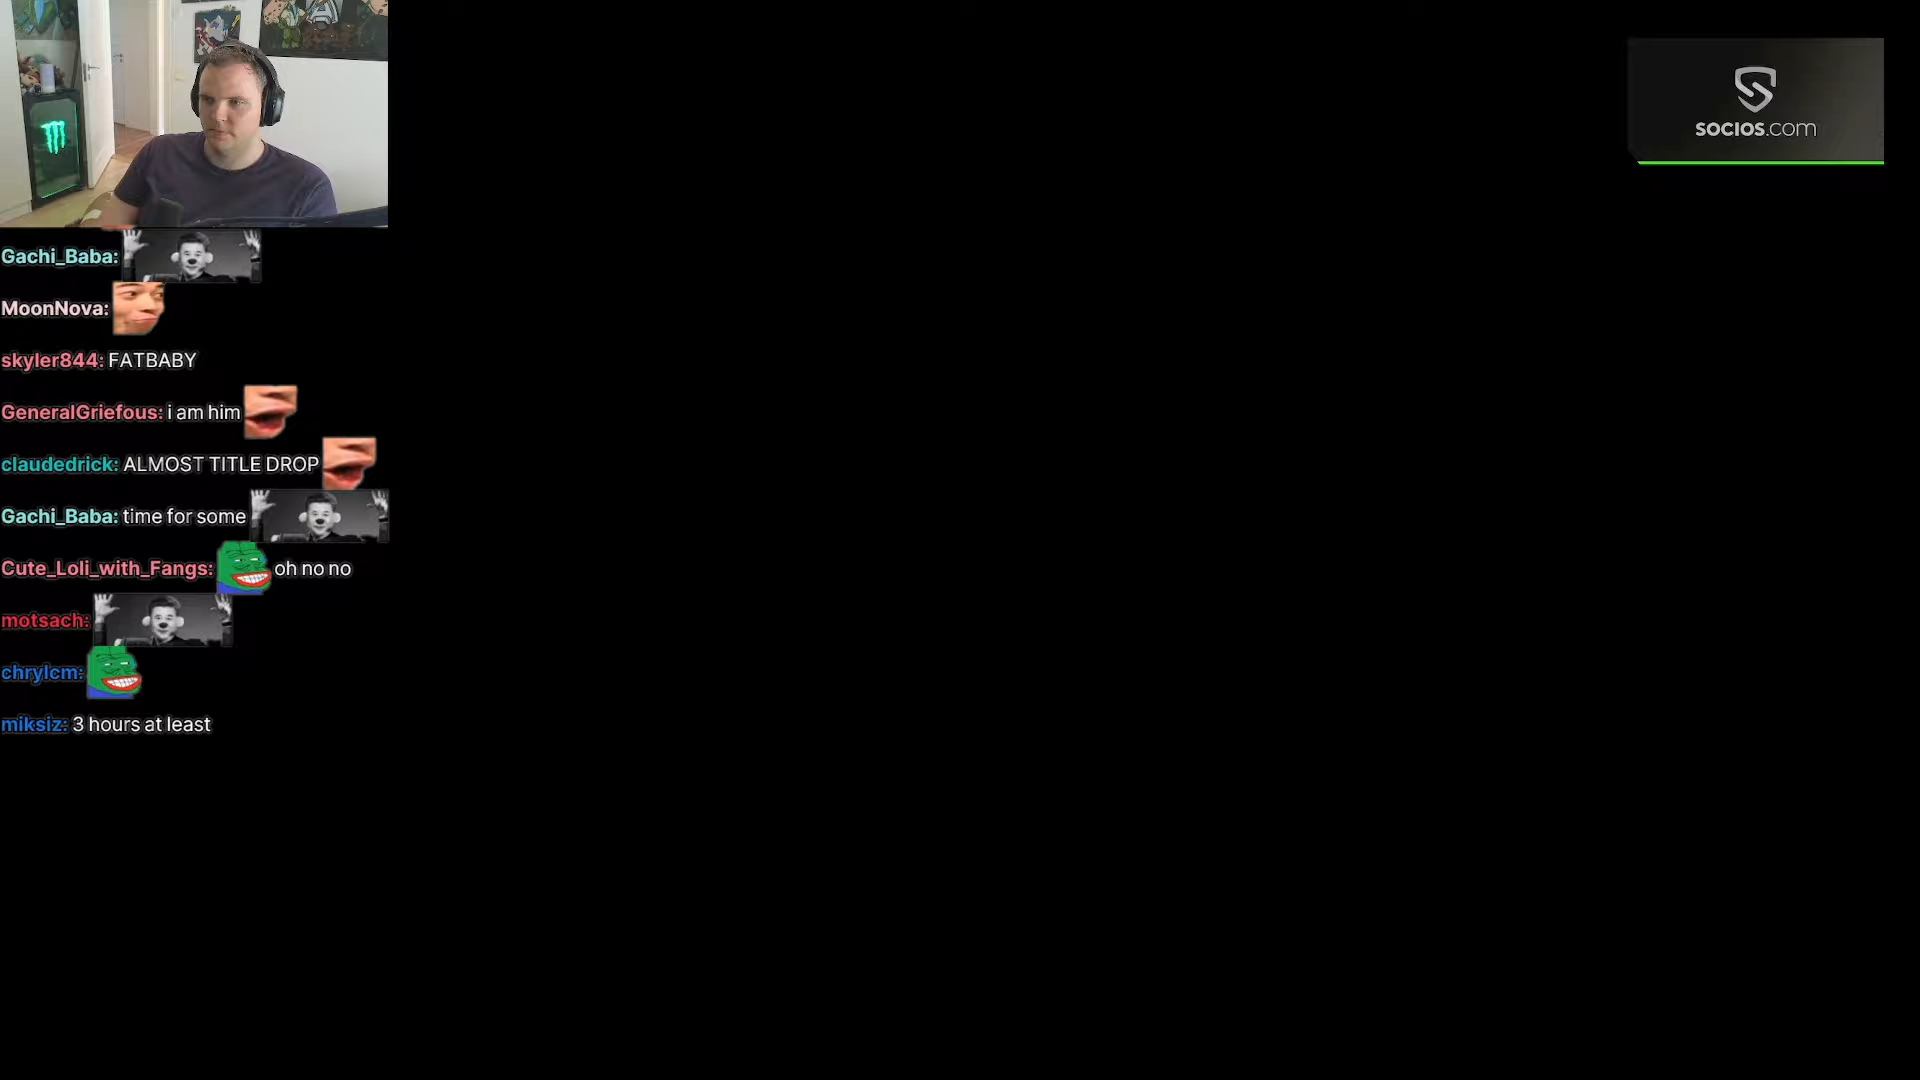 SOCIOS.com
Gachi_Baba:
MoonNova:
skyler844: FATBABY
GeneralGriefous: i am him
claudedrick: ALMOST TITLE DROP
Gachi_Baba: time for some
Cute_Loli_with_Fangs: oh no no
motsach:
chrylcm:
miksiz: 3 hours at least